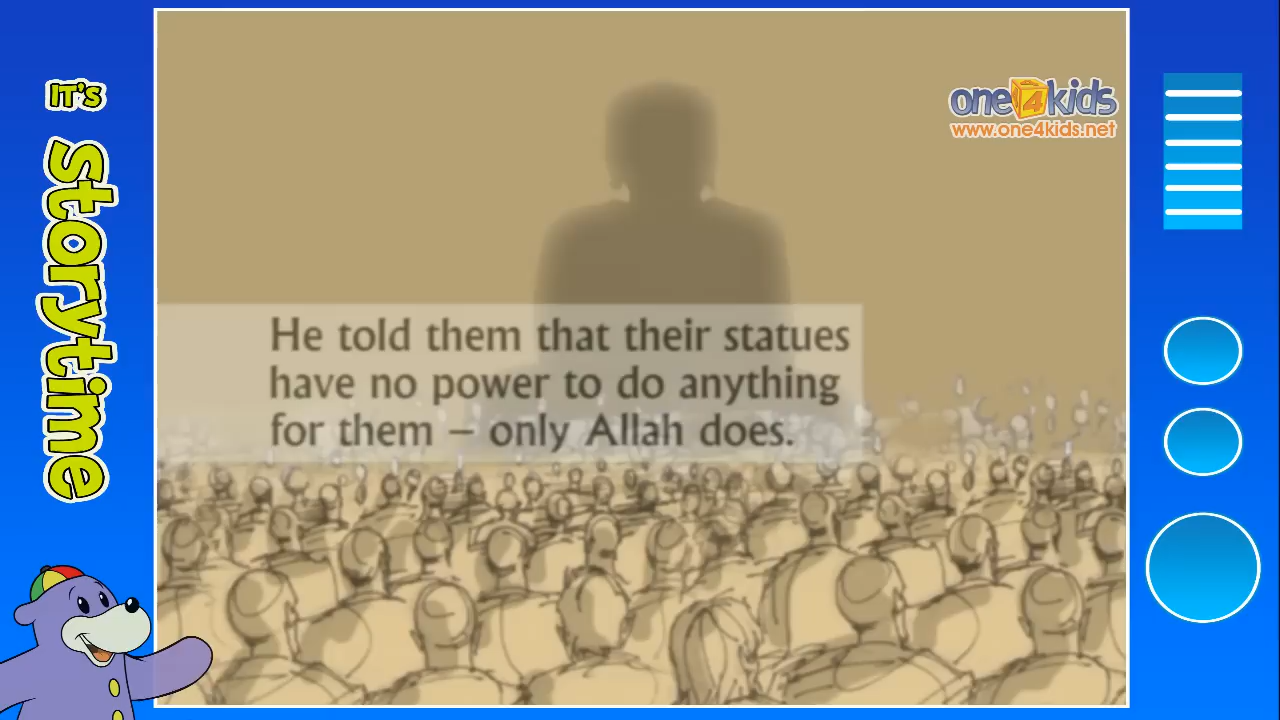 IT's
Storytime
one4kids
www.one4kids.net
He told them that their statues
have no power to do anything
for them – only Allah does.